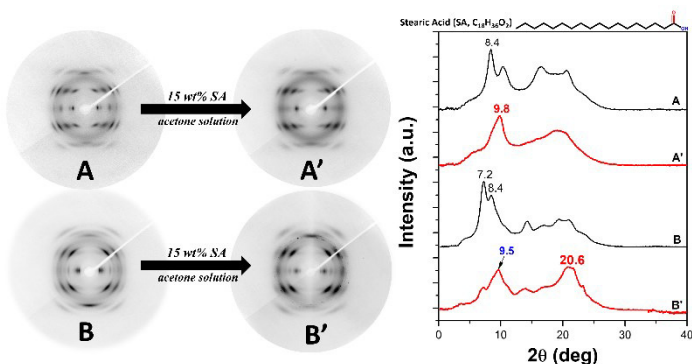 Stearic Acid (SA, C₁₈H₃₆O₂)
O
OH
15 wt% SA
acetone solution
A
A'
15 wt% SA
acetone solution
B
B'
Intensity (a.u.)
8.4
A
9.8
A'
7.2
8.4
B
9.5
20.6
B'
0 10 20 30 40
2θ (deg)